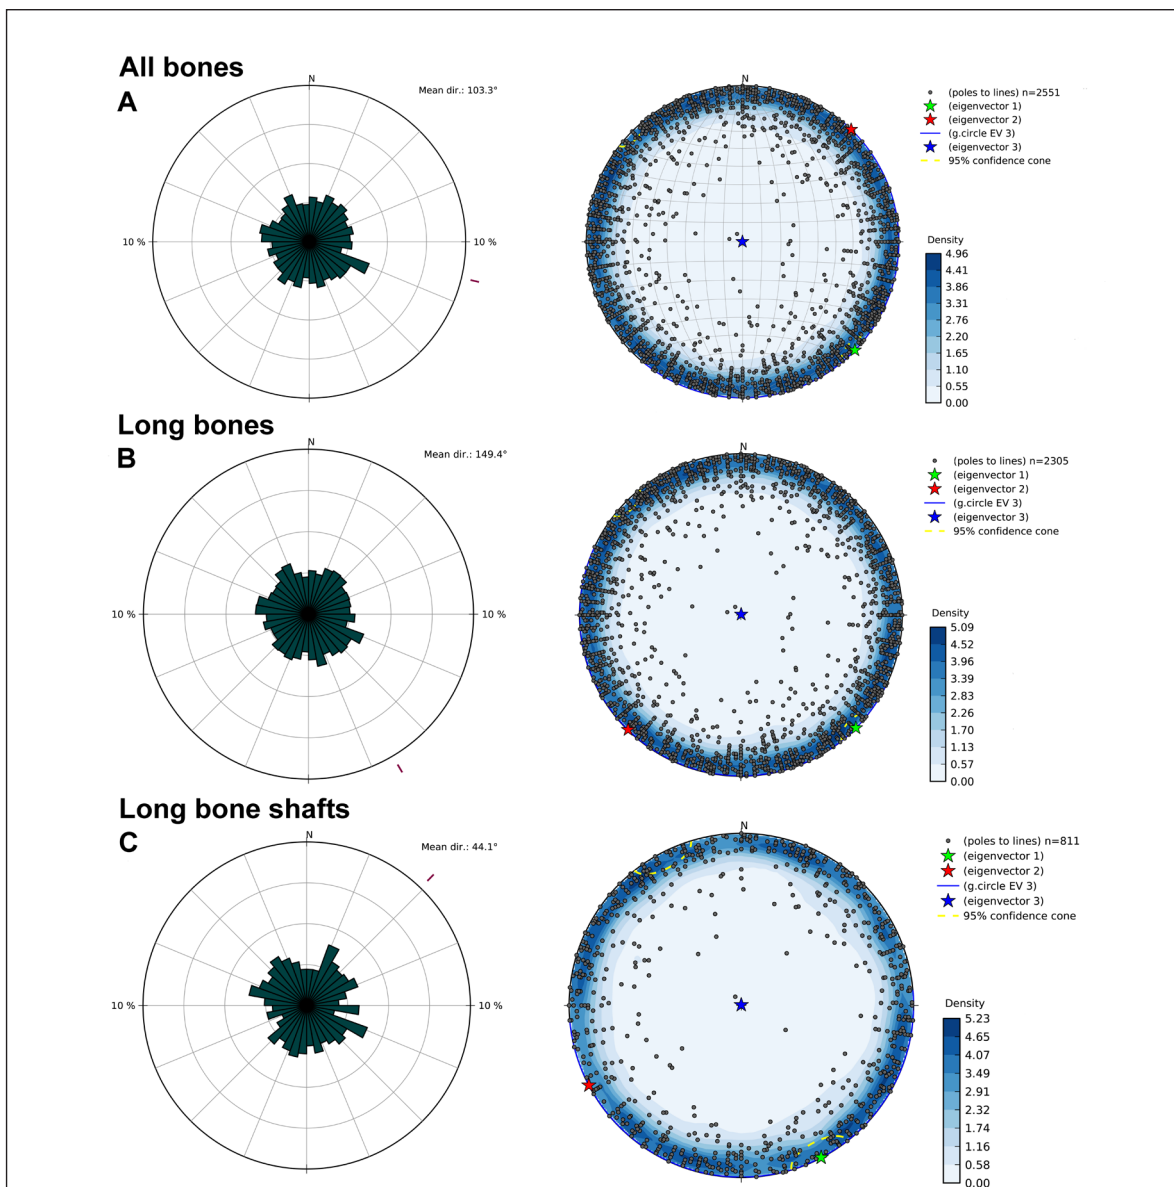 All bones
A
N
Mean dir.: 103.3°
10 %
10 %
N
(poles to lines) n=2551
(eigenvector 1)
(eigenvector 2)
(g.circle EV 3)
(eigenvector 3)
95% confidence cone
Density
4.96
4.41
3.86
3.31
2.76
2.20
1.65
1.10
0.55
0.00
Long bones
B
N
Mean dir.: 149.4°
10 %
10 %
N
(poles to lines) n=2305
(eigenvector 1)
(eigenvector 2)
(g.circle EV 3)
(eigenvector 3)
95% confidence cone
Density
5.09
4.52
3.96
3.39
2.83
2.26
1.70
1.13
0.57
0.00
Long bone shafts
C
N
Mean dir.: 44.1°
10 %
10 %
N
(poles to lines) n=811
(eigenvector 1)
(eigenvector 2)
(g.circle EV 3)
(eigenvector 3)
95% confidence cone
Density
5.23
4.65
4.07
3.49
2.91
2.32
1.74
1.16
0.58
0.00